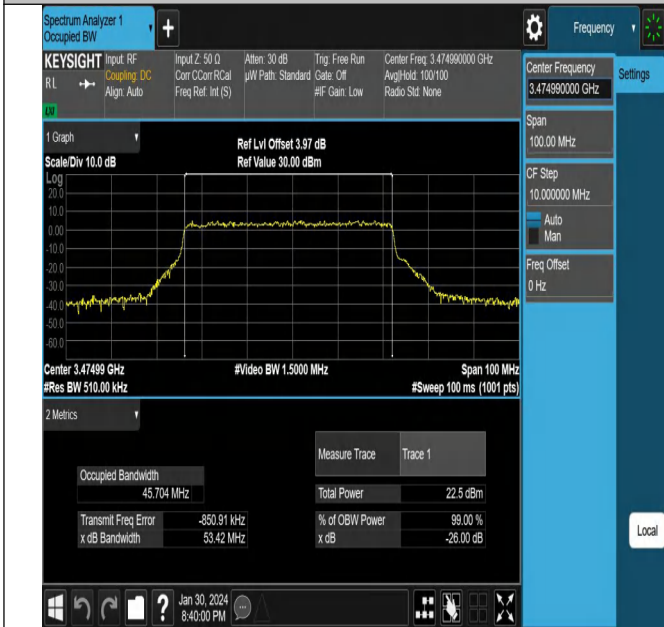 Spectrum Analyzer 1
Occupied BW
Frequency
KEYSIGHT
RL
LXI
Input: RF
Coupling: DC
Align: Auto
Input Z: 50 Ω
Corr CCorr RCal
Freq Ref: Int (S)
Atten: 30 dB
µW Path: Standard
Trig: Free Run
Gate: Off
#IF Gain: Low
Center Freq: 3.474990000 GHz
Avg|Hold: 100/100
Radio Std: None
Center Frequency
3.474990000 GHz
Settings
Span
100.00 MHz
CF Step
10.000000 MHz
Auto
Man
Freq Offset
0 Hz
Local
1 Graph
Scale/Div 10.0 dB
Ref Lvl Offset 3.97 dB
Ref Value 30.00 dBm
Log
20.0
10.0
0.00
-10.0
-20.0
-30.0
-40.0
-50.0
-60.0
Center 3.47499 GHz
#Video BW 1.5000 MHz
Span 100 MHz
#Res BW 510.00 kHz
#Sweep 100 ms (1001 pts)
2 Metrics
Measure Trace Trace 1
Occupied Bandwidth
45.704 MHz
Total Power 22.5 dBm
Transmit Freq Error -850.91 kHz
% of OBW Power 99.00 %
x dB Bandwidth 53.42 MHz
x dB -26.00 dB
Jan 30, 2024
8:40:00 PM